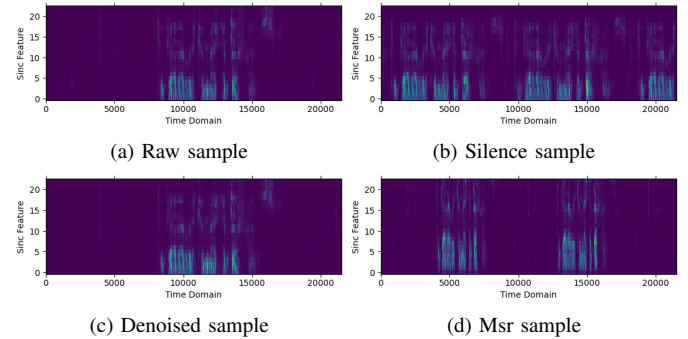 Sinc Feature
20
15
10
5
0
0 5000 10000 15000 20000
Time Domain
(a) Raw sample
Sinc Feature
20
15
10
5
0
0 5000 10000 15000 20000
Time Domain
(b) Silence sample
Sinc Feature
20
15
10
5
0
0 5000 10000 15000 20000
Time Domain
(c) Denoised sample
Sinc Feature
20
15
10
5
0
0 5000 10000 15000 20000
Time Domain
(d) Msr sample